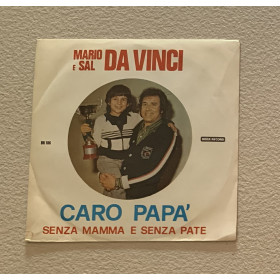 MARIO
E SAL DA VINCI
CARO PAPA'
SENZA MAMMA E SENZA PATE